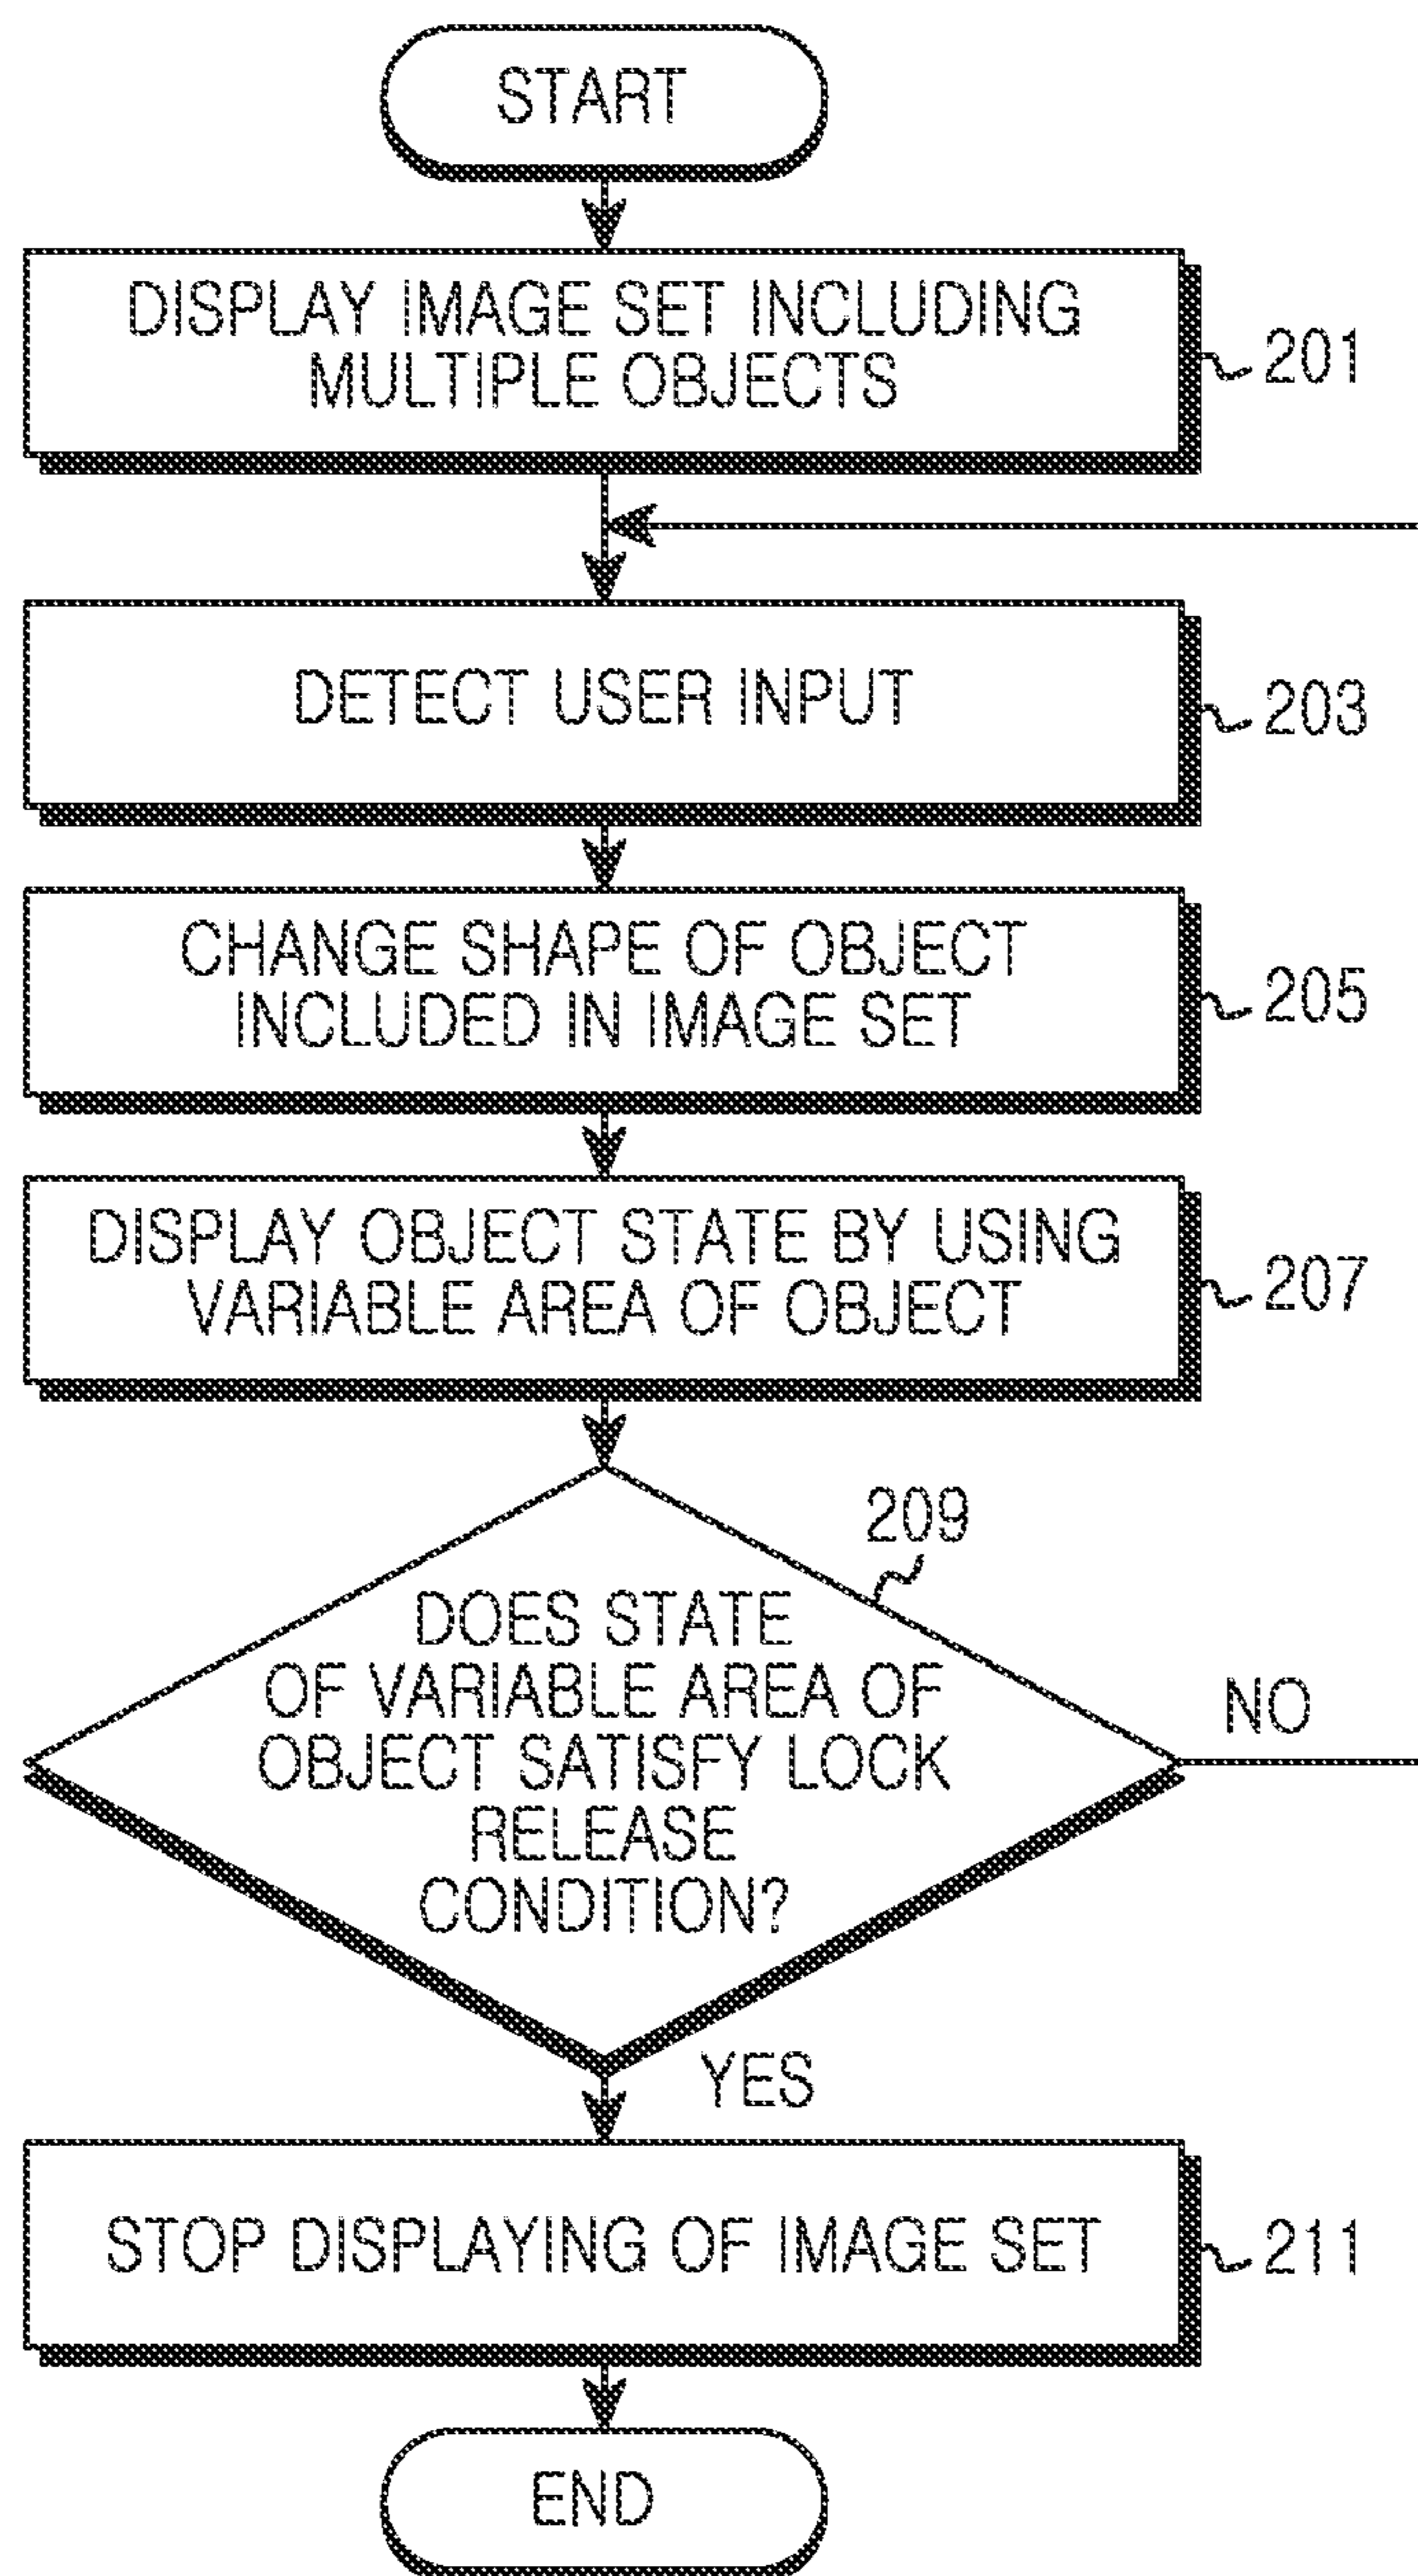 START
DISPLAY IMAGE SET INCLUDING
MULTIPLE OBJECTS
201
DETECT USER INPUT
203
CHANGE SHAPE OF OBJECT
INCLUDED IN IMAGE SET
205
DISPLAY OBJECT STATE BY USING
VARIABLE AREA OF OBJECT
207
209
DOES STATE
OF VARIABLE AREA OF
OBJECT SATISFY LOCK
RELEASE
CONDITION?
NO
YES
STOP DISPLAYING OF IMAGE SET
211
END